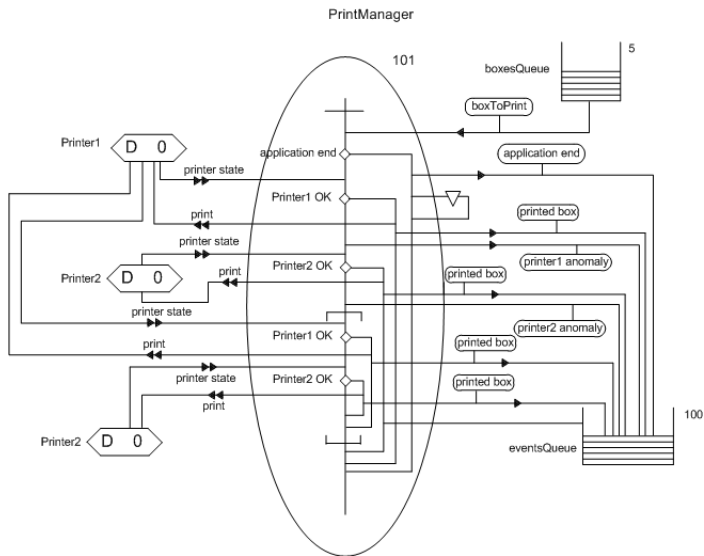 PrintManager
101
5
boxesQueue
boxToPrint
Printer1
D 0
application end
application end
printer state
Printer1 OK
print
printed box
printer state
printer1 anomaly
Printer2
D 0
Printer2 OK
printed box
print
printer state
printer2 anomaly
Printer1 OK
print
printed box
printer state
Printer2 OK
printed box
print
Printer2
D 0
100
eventsQueue